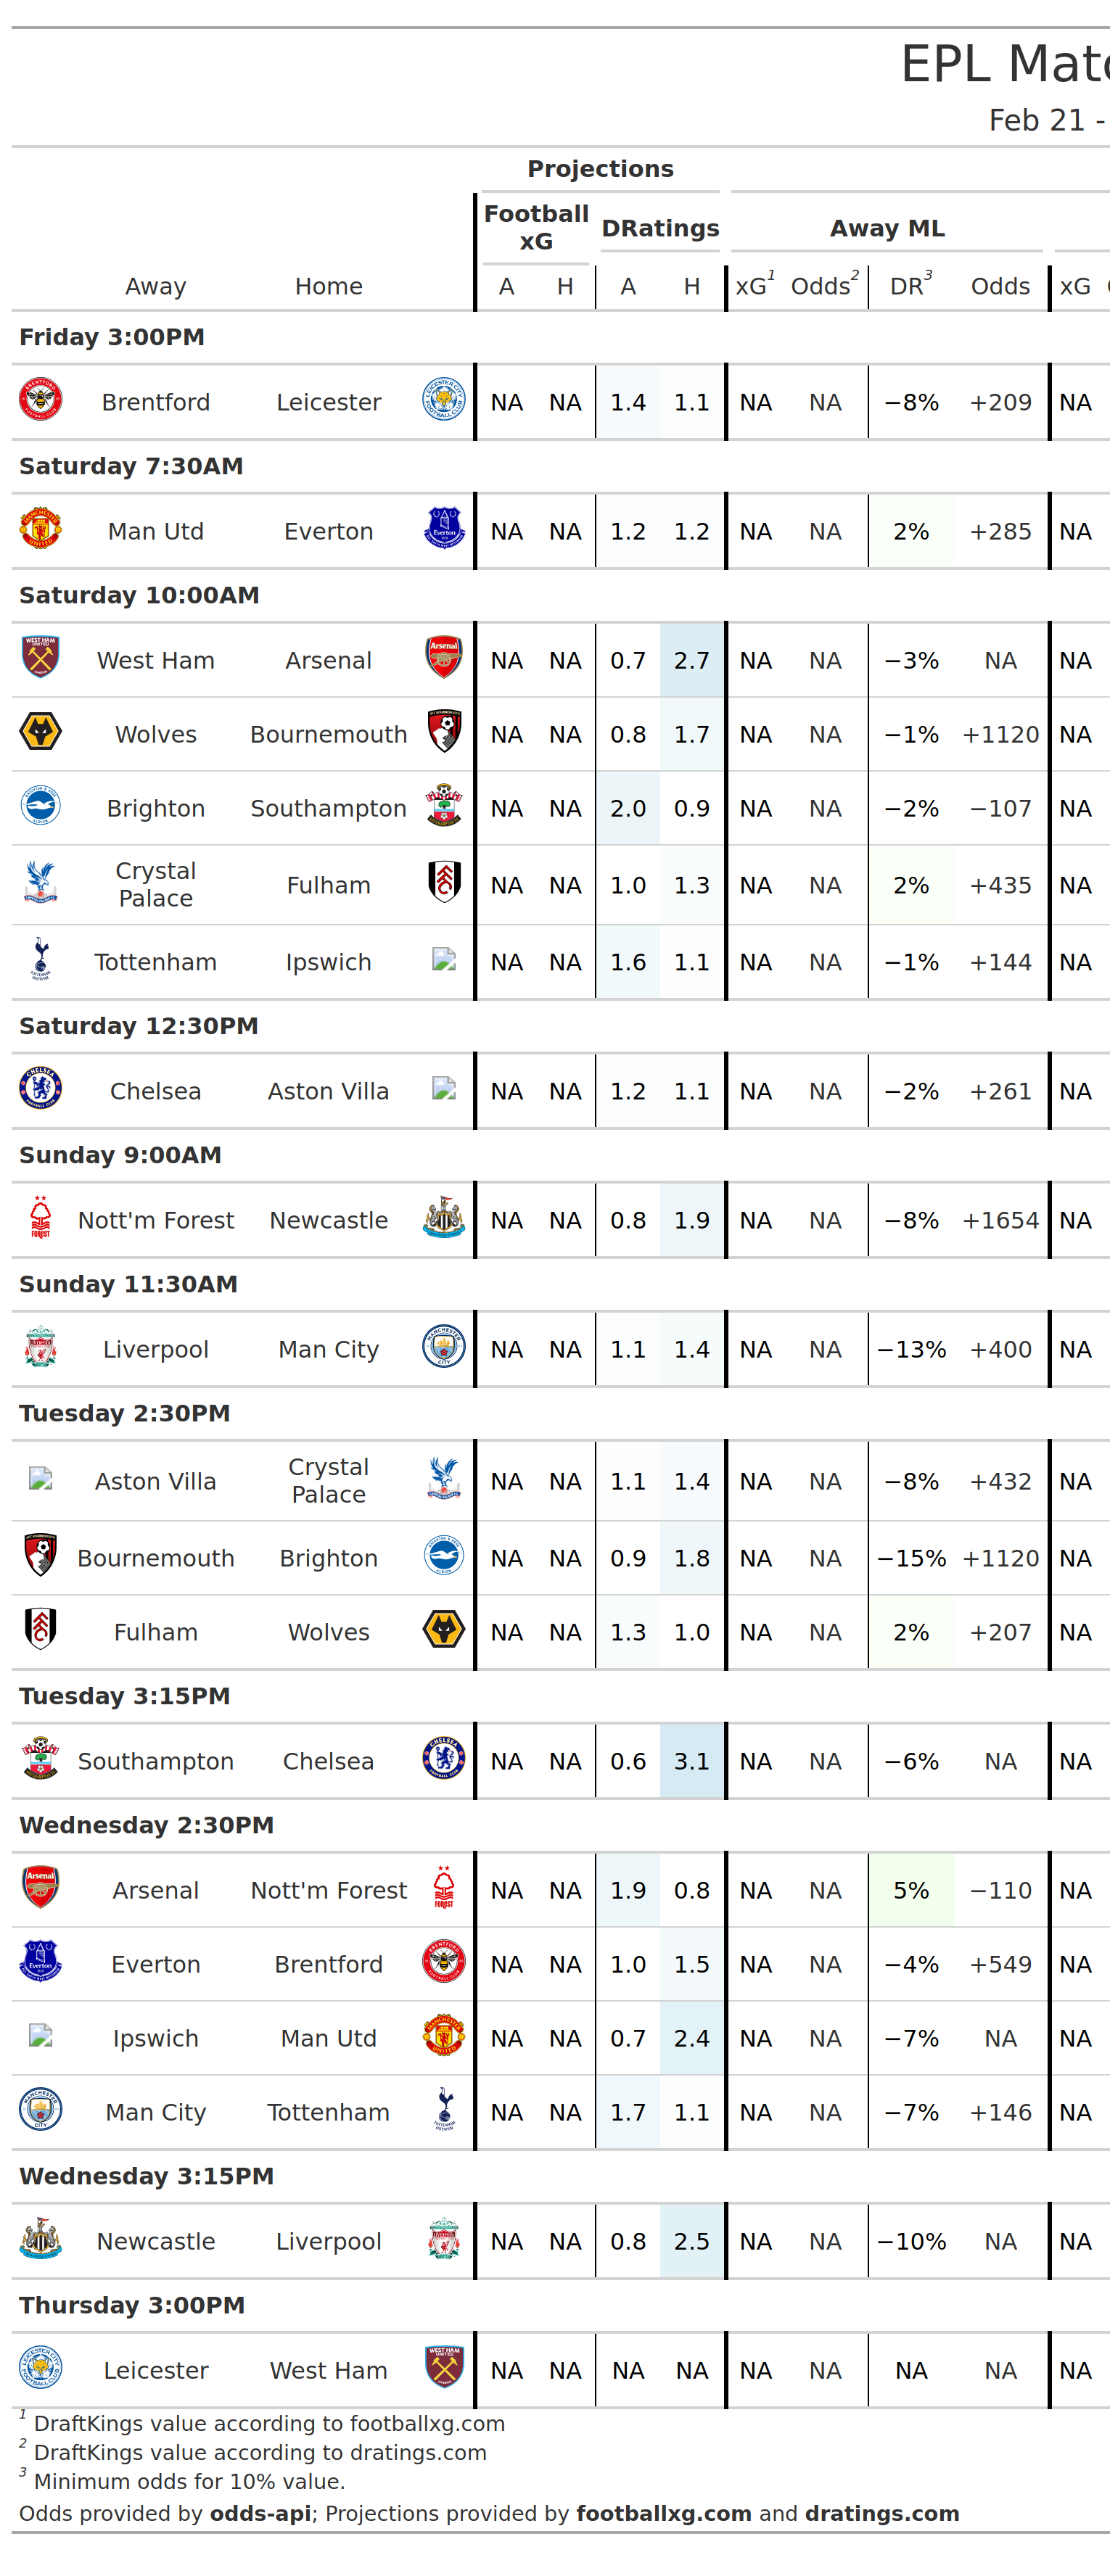 EPL Matc
Feb 21 -
Projections
Football xG DRatings Away ML
Away Home A H A H xG1 Odds2 DR3 Odds xG
Friday 3:00PM
Brentford Leicester NA NA 1.4 1.1 NA NA −8% +209 NA
Saturday 7:30AM
Man Utd Everton NA NA 1.2 1.2 NA NA 2% +285 NA
Saturday 10:00AM
West Ham Arsenal NA NA 0.7 2.7 NA NA −3% NA NA
Wolves Bournemouth NA NA 0.8 1.7 NA NA −1% +1120 NA
Brighton Southampton NA NA 2.0 0.9 NA NA −2% −107 NA
Crystal Palace Fulham NA NA 1.0 1.3 NA NA 2% +435 NA
Tottenham Ipswich NA NA 1.6 1.1 NA NA −1% +144 NA
Saturday 12:30PM
Chelsea Aston Villa NA NA 1.2 1.1 NA NA −2% +261 NA
Sunday 9:00AM
Nott'm Forest Newcastle NA NA 0.8 1.9 NA NA −8% +1654 NA
Sunday 11:30AM
Liverpool Man City NA NA 1.1 1.4 NA NA −13% +400 NA
Tuesday 2:30PM
Aston Villa Crystal Palace NA NA 1.1 1.4 NA NA −8% +432 NA
Bournemouth Brighton NA NA 0.9 1.8 NA NA −15% +1120 NA
Fulham Wolves NA NA 1.3 1.0 NA NA 2% +207 NA
Tuesday 3:15PM
Southampton Chelsea NA NA 0.6 3.1 NA NA −6% NA NA
Wednesday 2:30PM
Arsenal Nott'm Forest NA NA 1.9 0.8 NA NA 5% −110 NA
Everton Brentford NA NA 1.0 1.5 NA NA −4% +549 NA
Ipswich Man Utd NA NA 0.7 2.4 NA NA −7% NA NA
Man City Tottenham NA NA 1.7 1.1 NA NA −7% +146 NA
Wednesday 3:15PM
Newcastle Liverpool NA NA 0.8 2.5 NA NA −10% NA NA
Thursday 3:00PM
Leicester West Ham NA NA NA NA NA NA NA NA NA
1 DraftKings value according to footballxg.com
2 DraftKings value according to dratings.com
3 Minimum odds for 10% value.
Odds provided by odds-api; Projections provided by footballxg.com and dratings.com